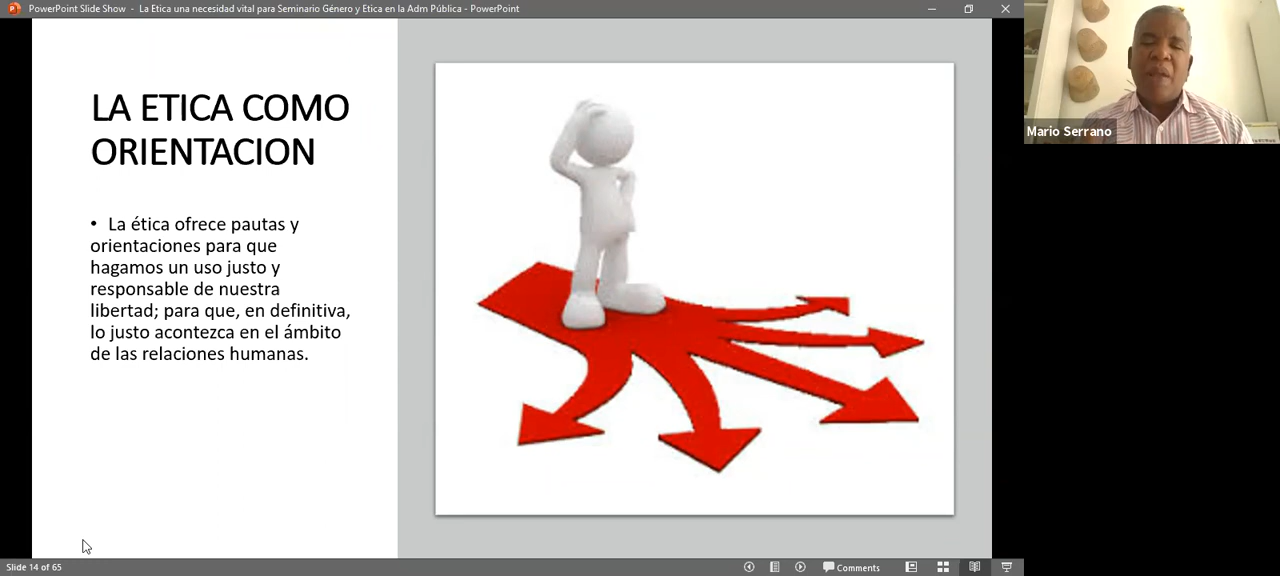 PowerPoint Slide Show - La Etica una necesidad vital para Seminario Género y Etica en la Adm Pública - PowerPoint
LA ETICA COMO
ORIENTACION
• La ética ofrece pautas y
orientaciones para que
hagamos un uso justo y
responsable de nuestra
libertad; para que, en definitiva,
lo justo acontezca en el ámbito
de las relaciones humanas.
Mario Serrano
Slide 14 of 65
Comments